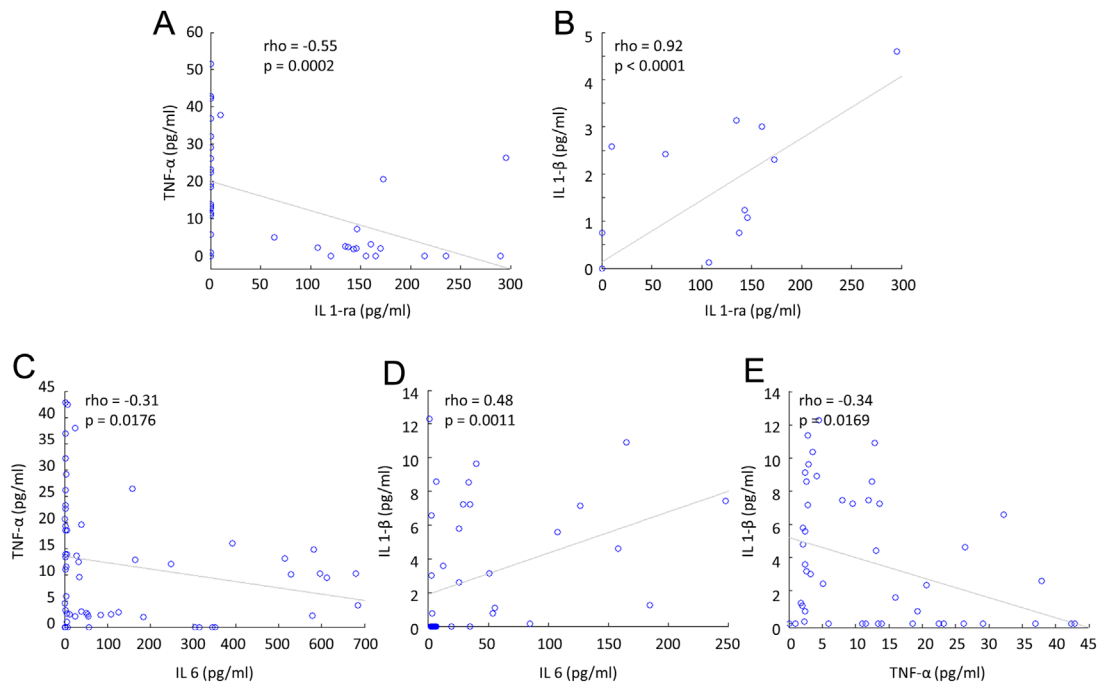 A
rho = -0.55
p = 0.0002
TNF-α (pg/ml)
60
50
40
30
20
10
0
0 50 100 150 200 250 300
IL 1-ra (pg/ml)
B
rho = 0.92
p < 0.0001
IL 1-β (pg/ml)
5
4
3
2
1
0
0 50 100 150 200 250 300
IL 1-ra (pg/ml)
C
rho = -0.31
p = 0.0176
TNF-α (pg/ml)
45
40
35
30
25
20
15
10
5
0
0 100 200 300 400 500 600 700
IL 6 (pg/ml)
D
rho = 0.48
p = 0.0011
IL 1-β (pg/ml)
14
12
10
8
6
4
2
0
0 50 100 150 200 250
IL 6 (pg/ml)
E
rho = -0.34
p = 0.0169
IL 1-β (pg/ml)
14
12
10
8
6
4
2
0
0 5 10 15 20 25 30 35 40 45
TNF-α (pg/ml)